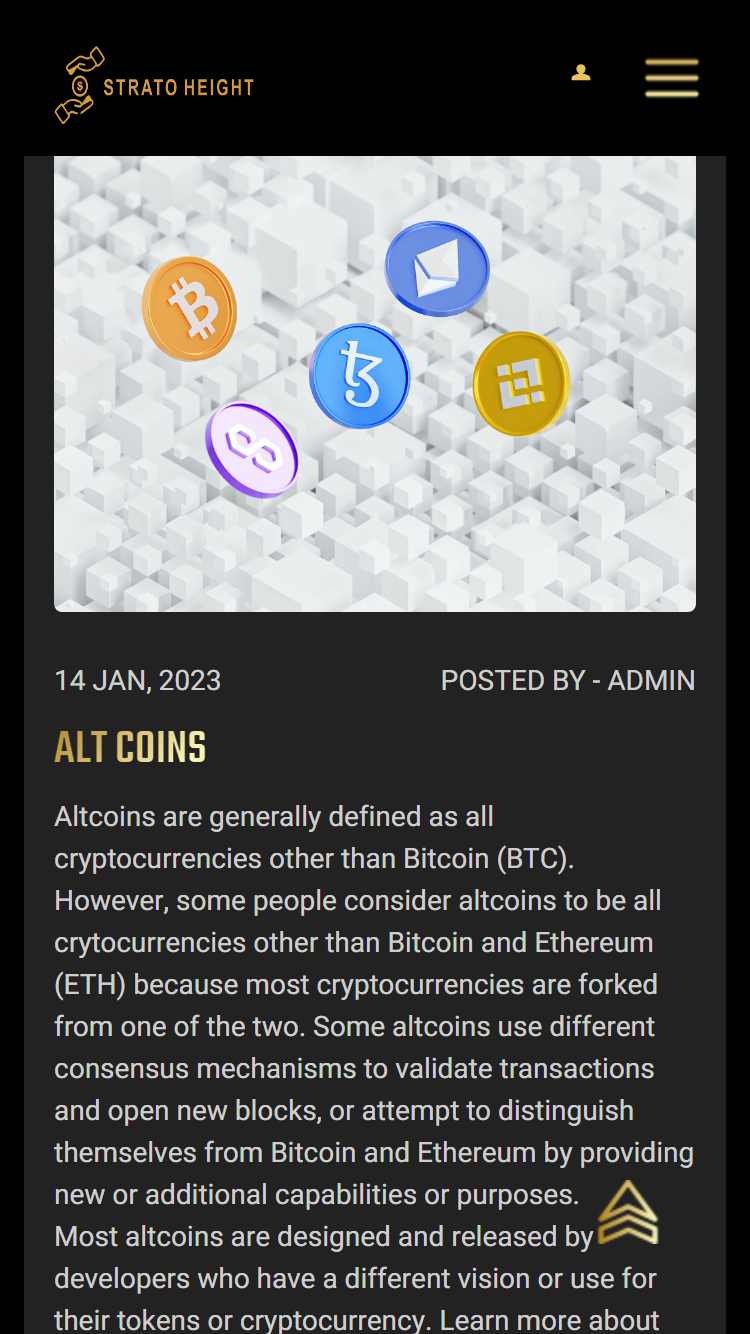 STRATO HEIGHT
14 JAN, 2023
POSTED BY - ADMIN
ALT COINS
Altcoins are generally defined as all
cryptocurrencies other than Bitcoin (BTC).
However, some people consider altcoins to be all
crytocurrencies other than Bitcoin and Ethereum
(ETH) because most cryptocurrencies are forked
from one of the two. Some altcoins use different
consensus mechanisms to validate transactions
and open new blocks, or attempt to distinguish
themselves from Bitcoin and Ethereum by providing
new or additional capabilities or purposes.
Most altcoins are designed and released by
developers who have a different vision or use for
their tokens or cryptocurrency. Learn more about